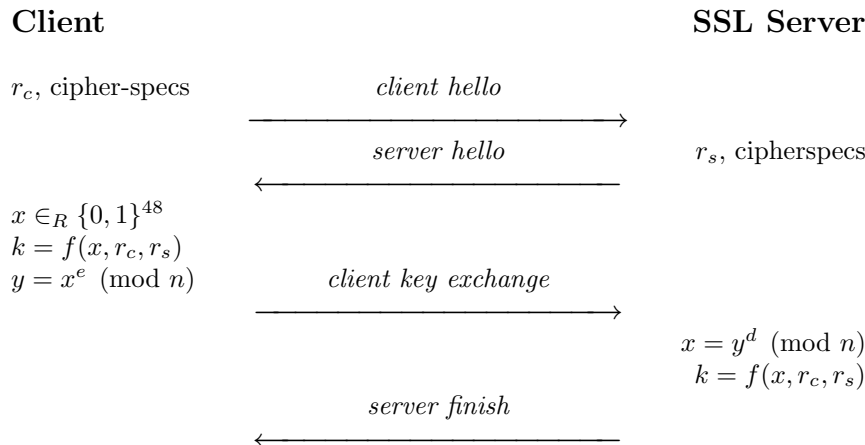 Client SSL Server
r_c, cipher-specs client hello
server hello r_s, cipherspecs
x ∈_R {0, 1}^48
k = f(x, r_c, r_s)
y = x^e (mod n) client key exchange
x = y^d (mod n)
k = f(x, r_c, r_s)
server finish